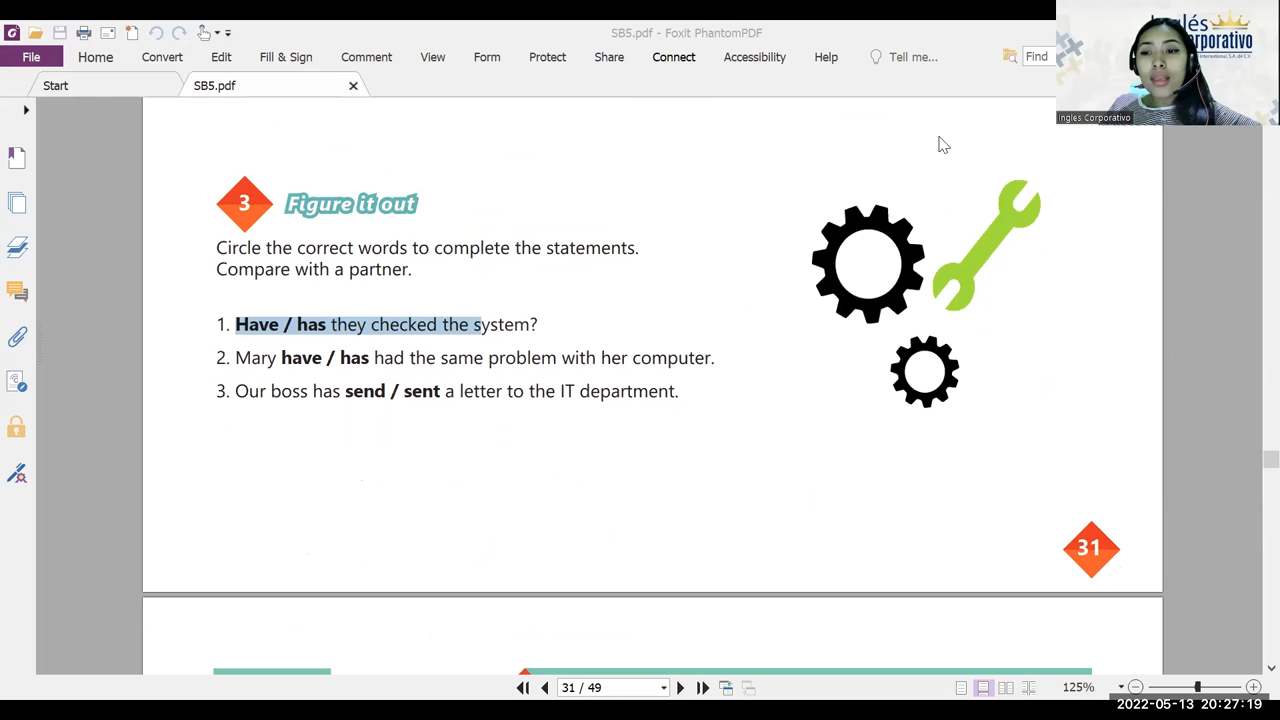 SB5.pdf - Foxit PhantomPDF
File Home Convert Edit Fill & Sign Comment View Form Protect Share Connect Accessibility Help Tell me... Find
Start SB5.pdf
Inglés
Corporativo
International, S.A. de C.V.
Ingles Corporativo
3 Figure it out
Circle the correct words to complete the statements.
Compare with a partner.
1. Have / has they checked the system?
2. Mary have / has had the same problem with her computer.
3. Our boss has send / sent a letter to the IT department.
31
31 / 49
125%
2022-05-13 20:27:19